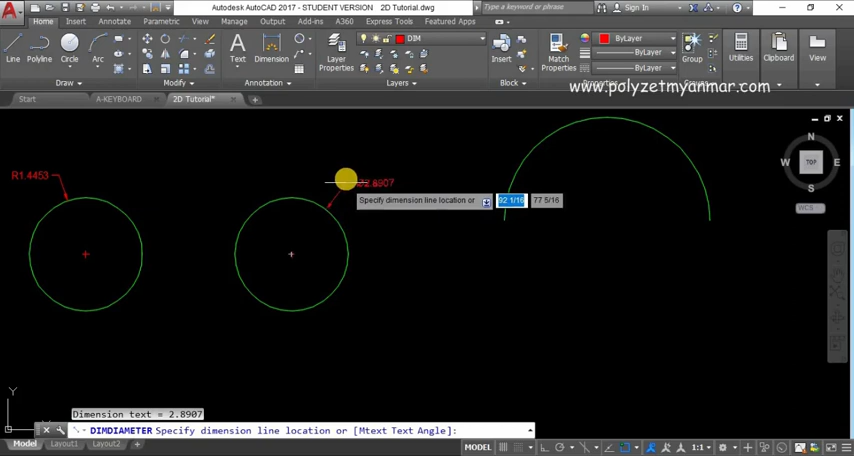 Autodesk AutoCAD 2017 - STUDENT VERSION 2D Tutorial.dwg
Type a keyword or phrase
Sign In
Home Insert Annotate Parametric View Manage Output Add-ins A360 Express Tools Featured Apps
Line Polyline Circle Arc Text Dimension Layer Properties DIM Insert Match Properties ByLayer Group Utilities Clipboard View
ByLayer
ByLayer
Draw Modify Annotation Layers Block Properties Groups
www.polyzetmyanmar.com
Start A-KEYBOARD 2D Tutorial*
N
W TOP E
S
WCS
R1.4453
2.8907
Specify dimension line location or 92 1/16 77 5/16
Y
Dimension text = 2.8907
DIMDIAMETER Specify dimension line location or [Mtext Text Angle]:
Model Layout1 Layout2 MODEL 1:1